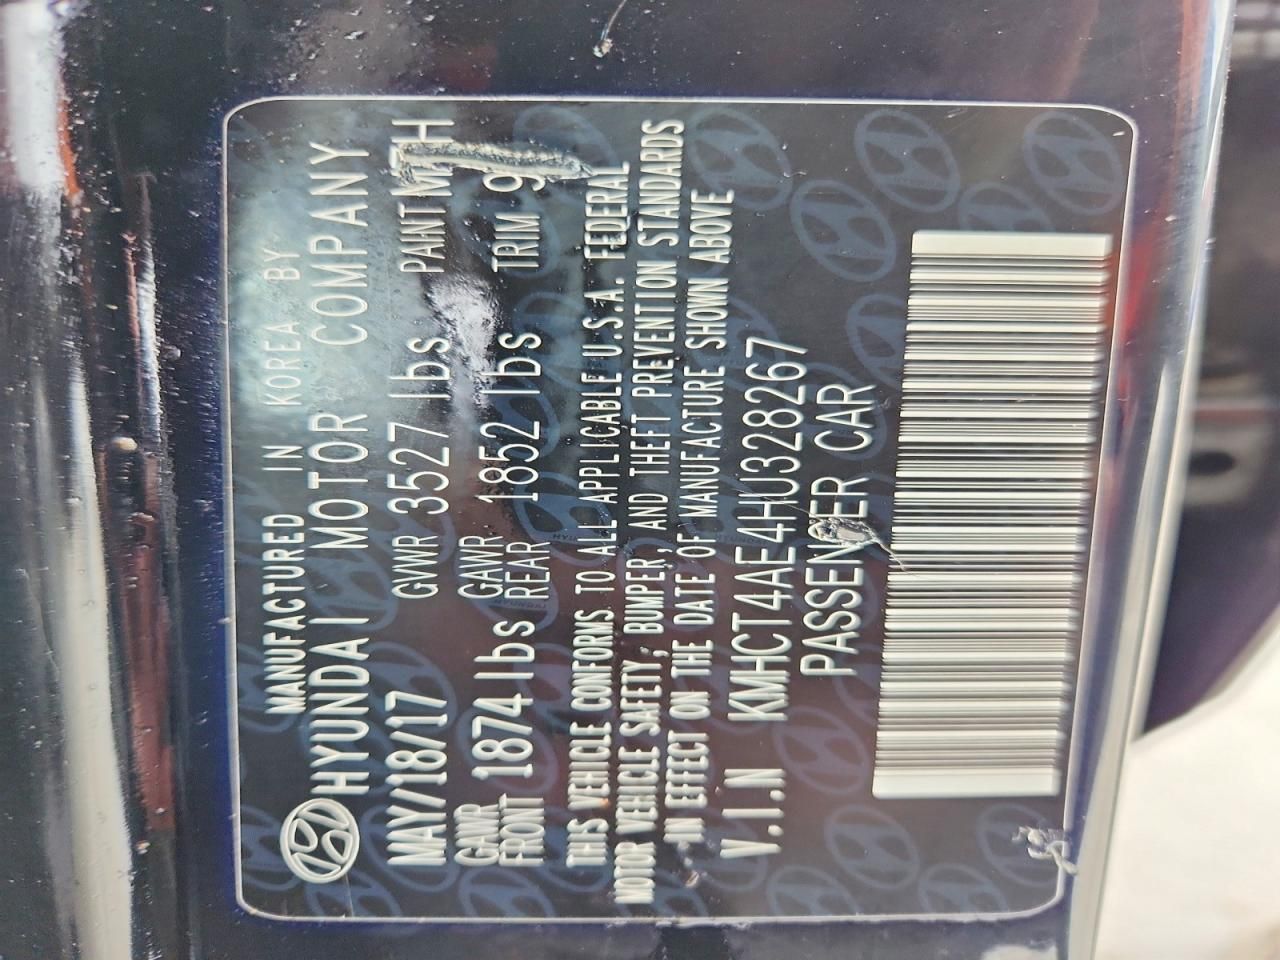 MANUFACTURED IN KOREA BY
HYUNDAI MOTOR COMPANY
MAY/18/17 GVWR 3527 lbs PAINT
GAWR FRONT 1874 lbs GAWR REAR 1852 lbs TRIM
THIS VEHICLE CONFORMS TO ALL APPLICABLE U.S.A. FEDERAL
MOTOR VEHICLE SAFETY, BUMPER, AND THEFT PREVENTION STANDARDS
IN EFFECT ON THE DATE OF MANUFACTURE SHOWN ABOVE
V.I.N KMHCT4AE4HU328267
PASSENGER CAR